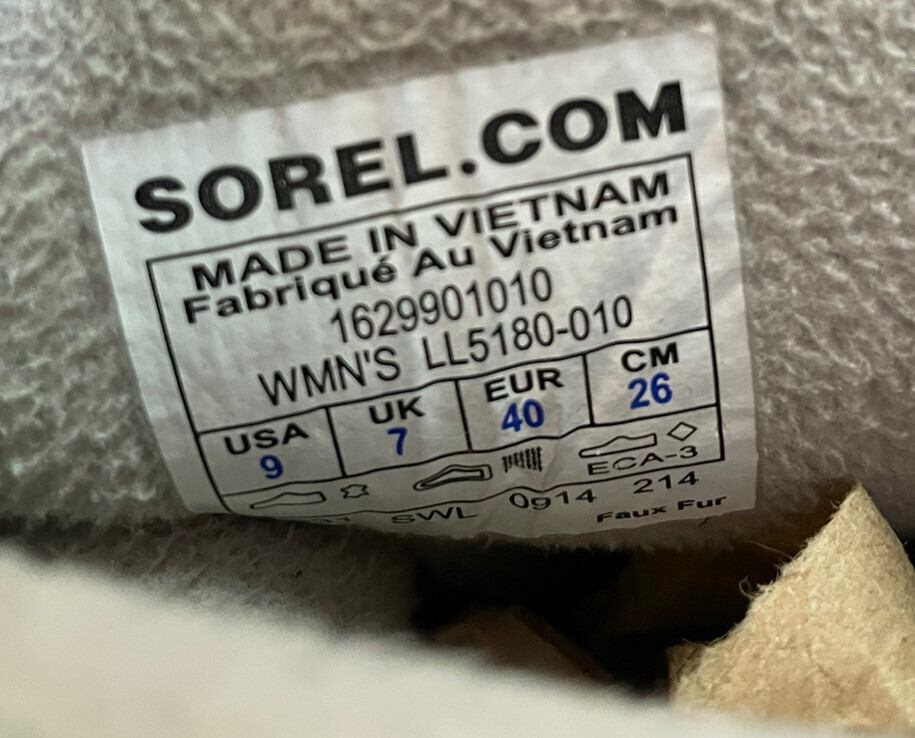 SOREL.COM
MADE IN VIETNAM
Fabriqué Au Vietnam
1629901010
WMN'S LL5180-010
USA UK EUR CM
9 7 40 26
ECA-3
SWL 0914 214
Faux Fur